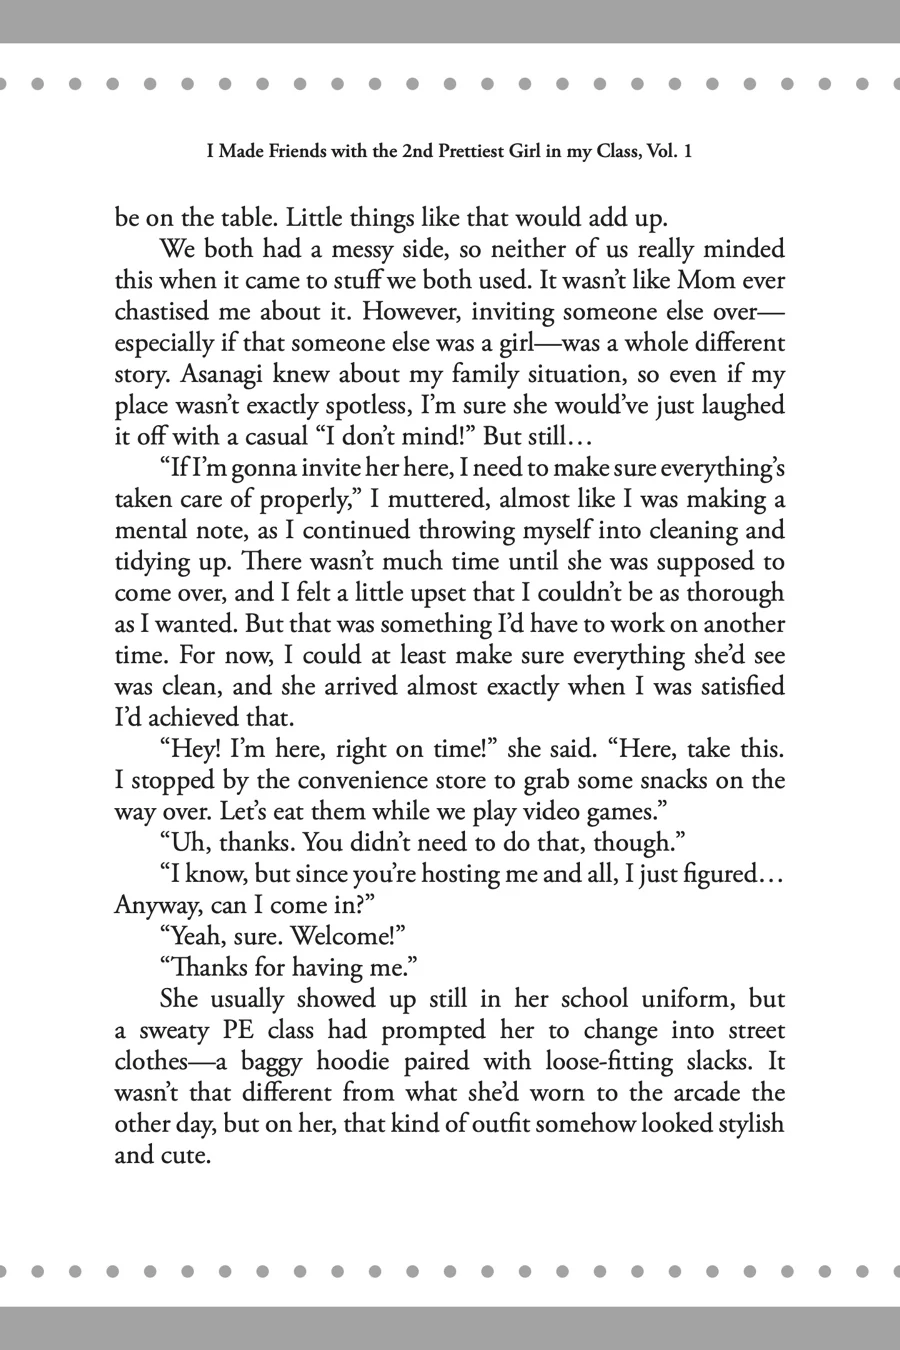 I Made Friends with the 2nd Prettiest Girl in my Class, Vol. 1
be on the table. Little things like that would add up.
We both had a messy side, so neither of us really minded
this when it came to stuff we both used. It wasn’t like Mom ever
chastised me about it. However, inviting someone else over—
especially if that someone else was a girl—was a whole different
story. Asanagi knew about my family situation, so even if my
place wasn’t exactly spotless, I’m sure she would’ve just laughed
it off with a casual “I don’t mind!” But still…
“If I’m gonna invite her here, I need to make sure everything’s
taken care of properly,” I muttered, almost like I was making a
mental note, as I continued throwing myself into cleaning and
tidying up. There wasn’t much time until she was supposed to
come over, and I felt a little upset that I couldn’t be as thorough
as I wanted. But that was something I’d have to work on another
time. For now, I could at least make sure everything she’d see
was clean, and she arrived almost exactly when I was satisfied
I’d achieved that.
“Hey! I’m here, right on time!” she said. “Here, take this.
I stopped by the convenience store to grab some snacks on the
way over. Let’s eat them while we play video games.”
“Uh, thanks. You didn’t need to do that, though.”
“I know, but since you’re hosting me and all, I just figured…
Anyway, can I come in?”
“Yeah, sure. Welcome!”
“Thanks for having me.”
She usually showed up still in her school uniform, but
a sweaty PE class had prompted her to change into street
clothes—a baggy hoodie paired with loose-fitting slacks. It
wasn’t that different from what she’d worn to the arcade the
other day, but on her, that kind of outfit somehow looked stylish
and cute.